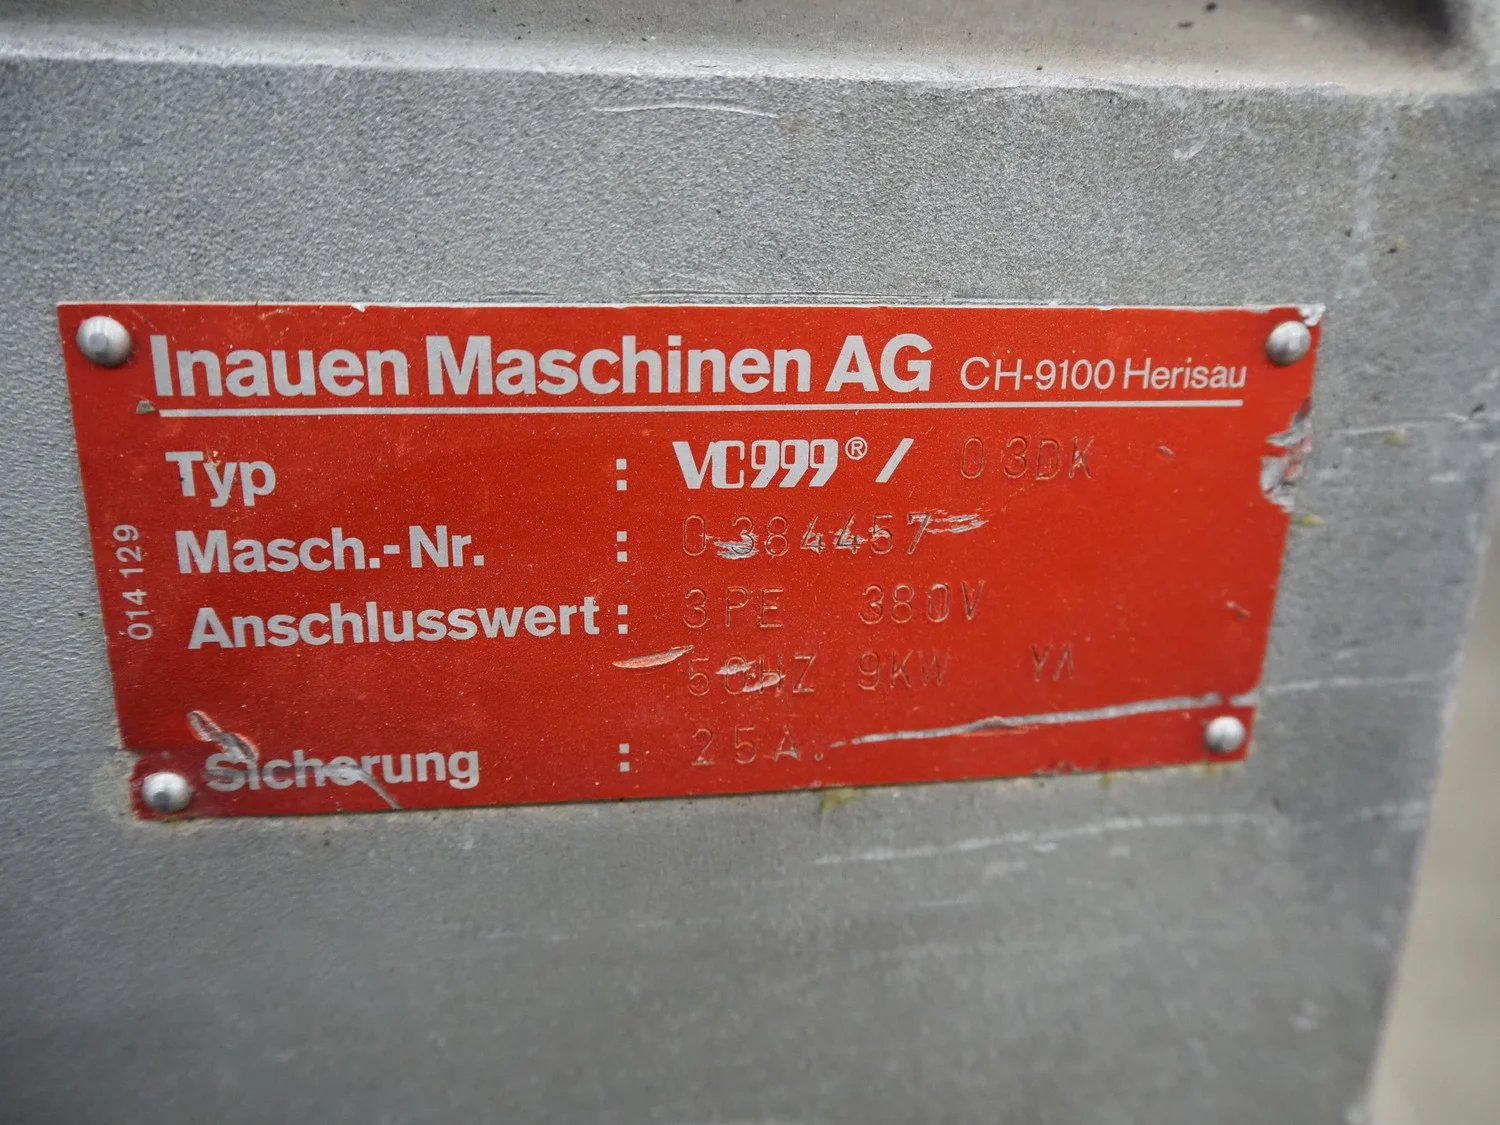 Inauen Maschinen AG CH-9100 Herisau
Typ : VC999® / 03DK
Masch.-Nr. : 0384457
Anschlusswert : 3PE 380V
50HZ 9KW YΛ
Sicherung : 25A.
014 129